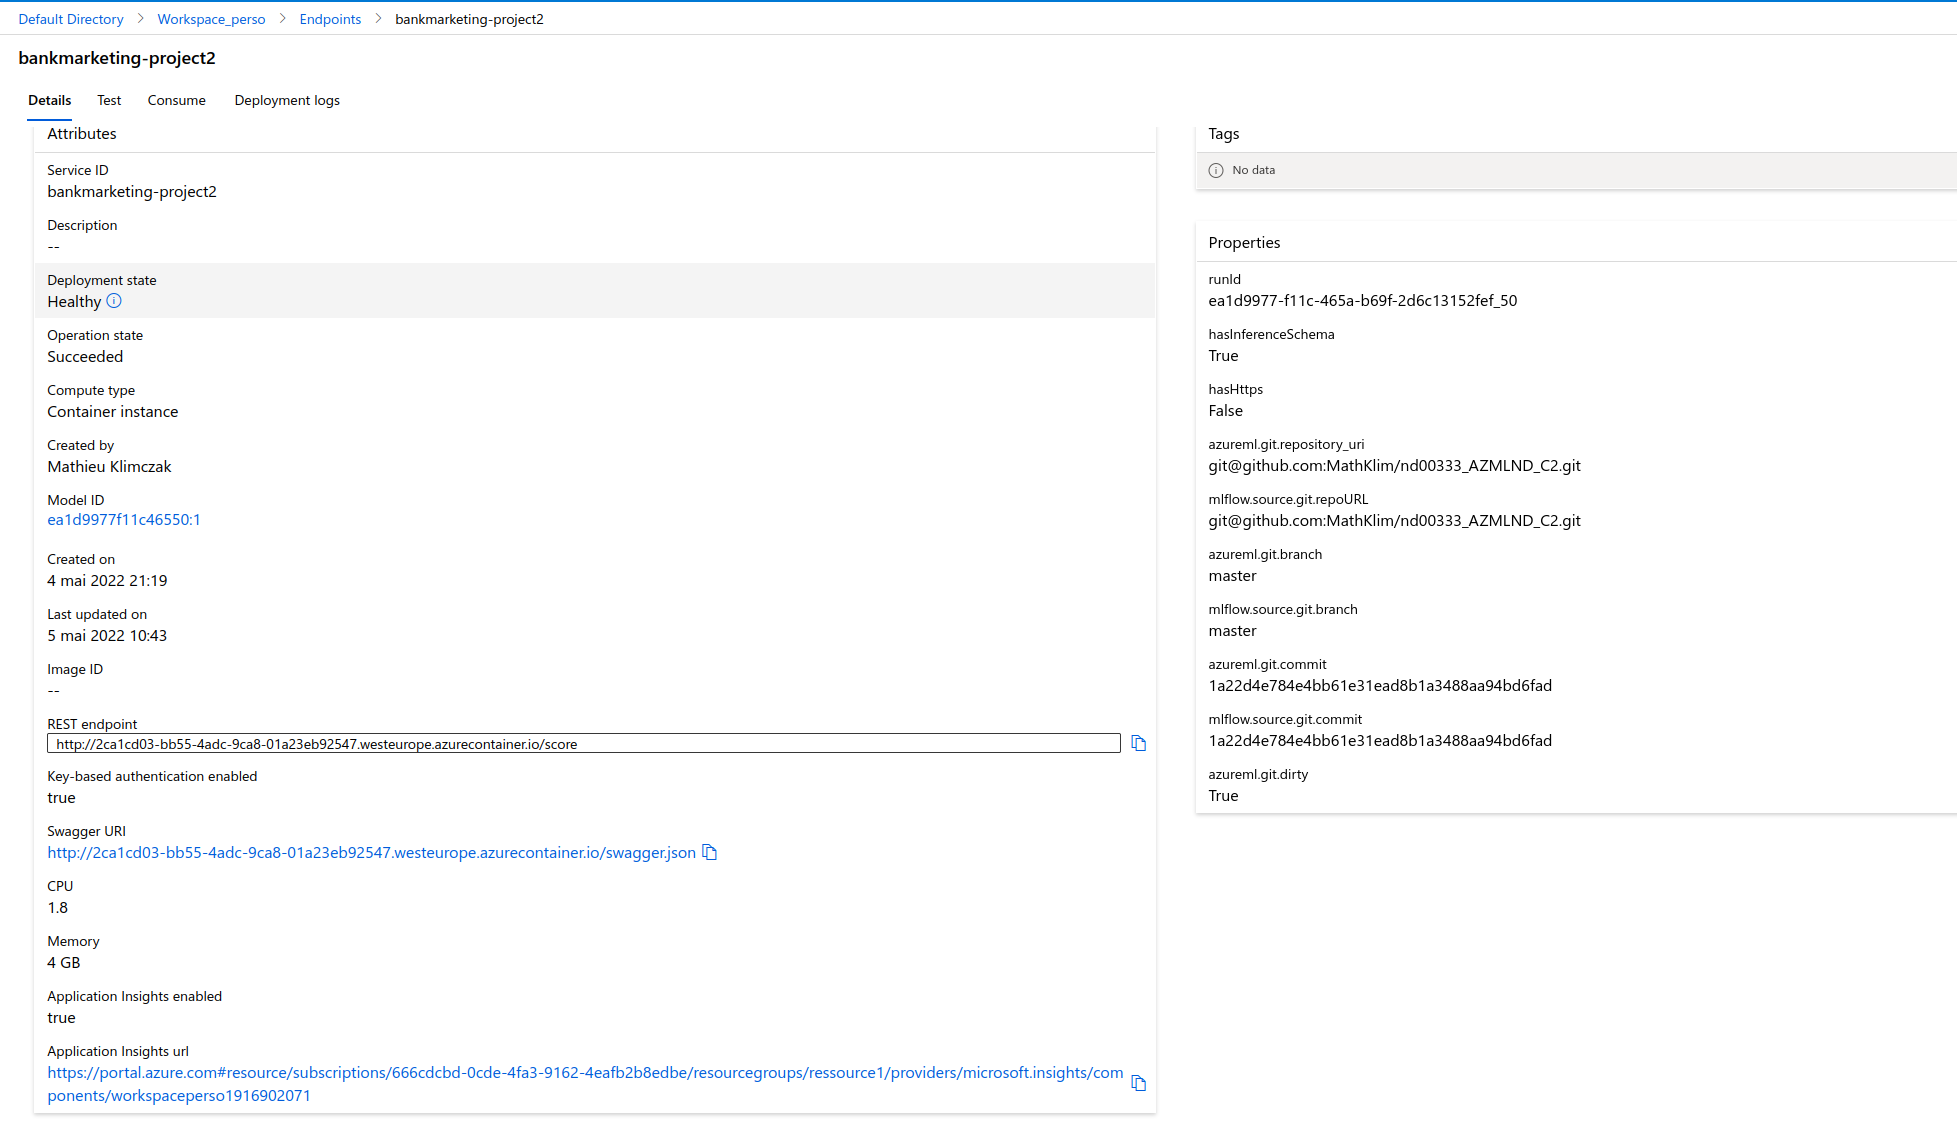 Default Directory > Workspace_perso > Endpoints > bankmarketing-project2
bankmarketing-project2
Details Test Consume Deployment logs
Attributes
Service ID
bankmarketing-project2
Description
--
Deployment state
Healthy
Operation state
Succeeded
Compute type
Container instance
Created by
Mathieu Klimczak
Model ID
ea1d9977f11c46550:1
Created on
4 mai 2022 21:19
Last updated on
5 mai 2022 10:43
Image ID
--
REST endpoint
http://2ca1cd03-bb55-4adc-9ca8-01a23eb92547.westeurope.azurecontainer.io/score
Key-based authentication enabled
true
Swagger URI
http://2ca1cd03-bb55-4adc-9ca8-01a23eb92547.westeurope.azurecontainer.io/swagger.json
CPU
1.8
Memory
4 GB
Application Insights enabled
true
Application Insights url
https://portal.azure.com#resource/subscriptions/666cdcbd-0cde-4fa3-9162-4eafb2b8edbe/resourcegroups/ressource1/providers/microsoft.insights/com
ponents/workspaceperso1916902071
Tags
No data
Properties
runId
ea1d9977-f11c-465a-b69f-2d6c13152fef_50
hasInferenceSchema
True
hasHttps
False
azureml.git.repository_uri
git@github.com:MathKlim/nd00333_AZMLND_C2.git
mlflow.source.git.repoURL
git@github.com:MathKlim/nd00333_AZMLND_C2.git
azureml.git.branch
master
mlflow.source.git.branch
master
azureml.git.commit
1a22d4e784e4bb61e31ead8b1a3488aa94bd6fad
mlflow.source.git.commit
1a22d4e784e4bb61e31ead8b1a3488aa94bd6fad
azureml.git.dirty
True